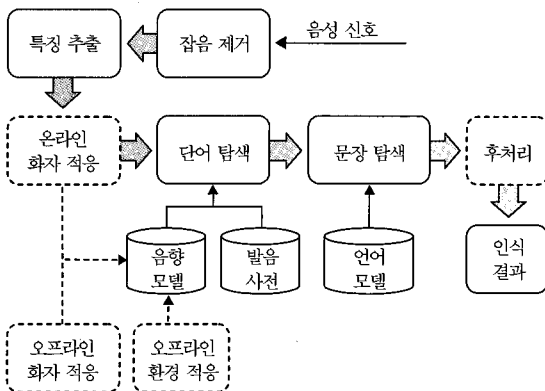 특징 추출
잡음 제거
음성 신호
온라인
화자 적응
단어 탐색
문장 탐색
후처리
음향
모델
발음
사전
언어
모델
인식
결과
오프라인
화자 적응
오프라인
환경 적응